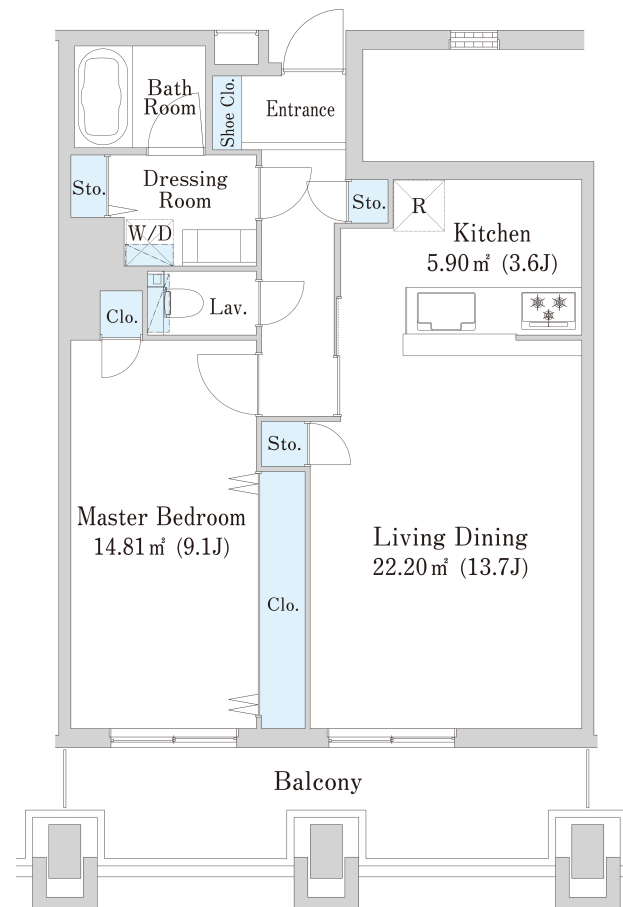 Bath
Room
Shoe Clo.
Entrance
Sto.
Dressing
Room
Sto.
R
W/D
Kitchen
5.90㎡ (3.6J)
Lav.
Clo.
Sto.
Master Bedroom
14.81㎡ (9.1J)
Living Dining
22.20㎡ (13.7J)
Clo.
Balcony